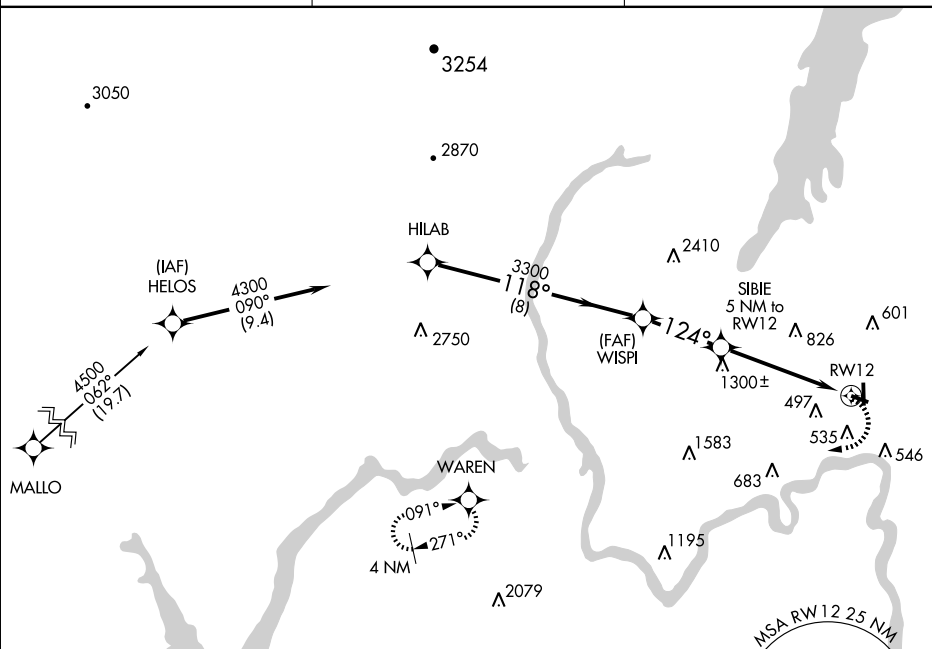 3254
3050
2870
HILAB
2410
(IAF)
HELOS
4300
090°
(9.4)
3300
118°
(8)
SIBIE
5 NM to
RW12
2750
(FAF)
WISPI
124°
826
601
4500
062°
(19.7)
1300±
RW12
497
535
546
MALLO
WAREN
1583
683
091°
271°
4 NM
1195
2079
MSA RW12 25 NM